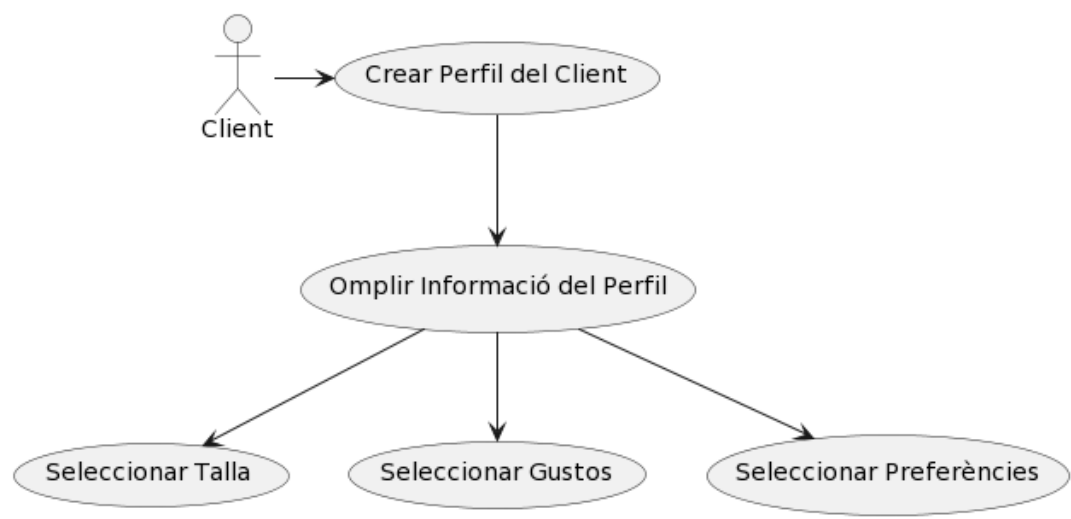 Crear Perfil del Client
Client
Omplir Informació del Perfil
Seleccionar Talla
Seleccionar Gustos
Seleccionar Preferències